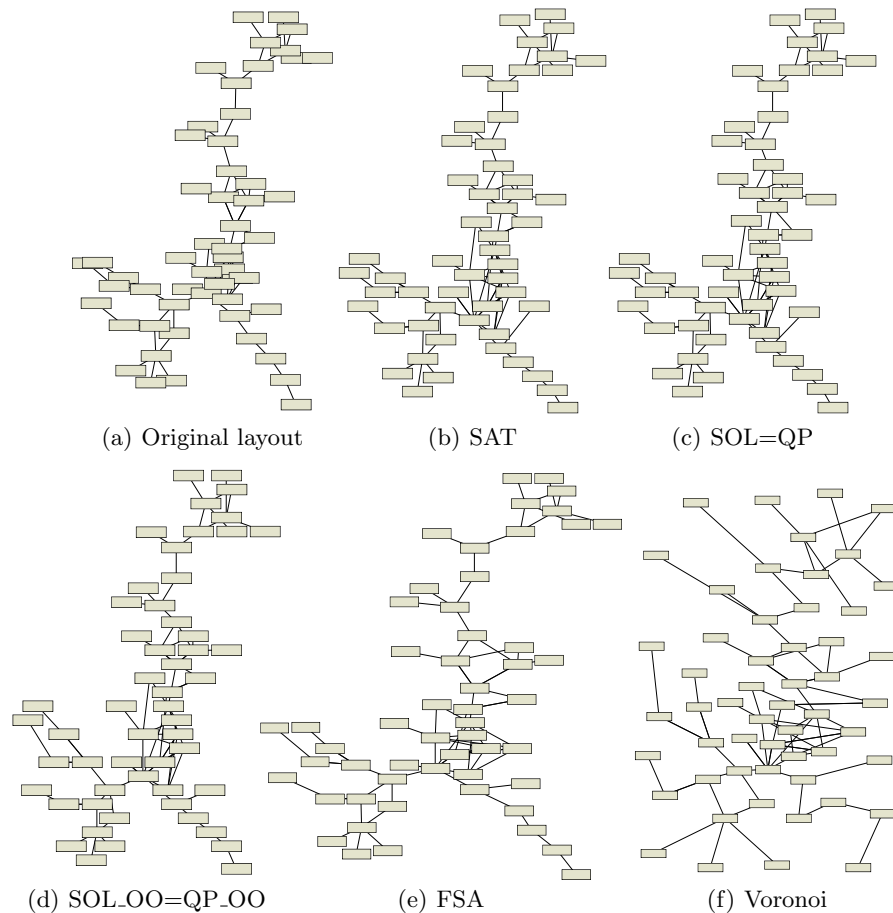 (a) Original layout
(b) SAT
(c) SOL=QP
(d) SOL_OO=QP_OO
(e) FSA
(f) Voronoi